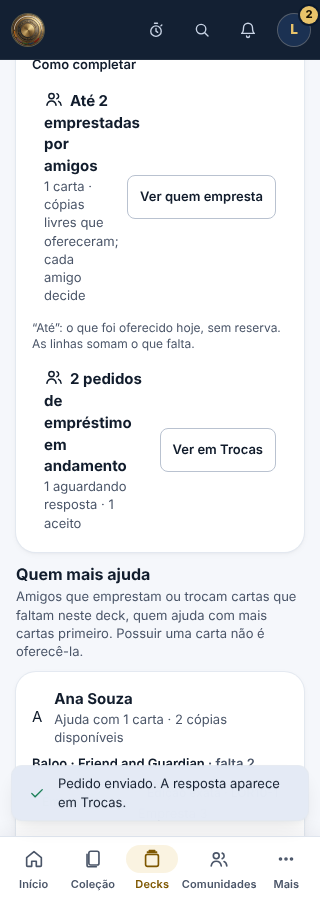 2
L
Como completar
Até 2
emprestadas
por
amigos
1 carta ·
cópias
livres que
ofereceram;
cada
amigo
decide
Ver quem empresta
“Até”: o que foi oferecido hoje, sem reserva.
As linhas somam o que falta.
2 pedidos
de
empréstimo
em
andamento
1 aguardando
resposta · 1
aceito
Ver em Trocas
Quem mais ajuda
Amigos que emprestam ou trocam cartas que
faltam neste deck, quem ajuda com mais
cartas primeiro. Possuir uma carta não é
oferecê-la.
A
Ana Souza
Ajuda com 1 carta · 2 cópias
disponíveis
Baloo · Friend and Guardian · falta 2
Pedido enviado. A resposta aparece
em Trocas.
Início
Coleção
Decks
Comunidades
Mais